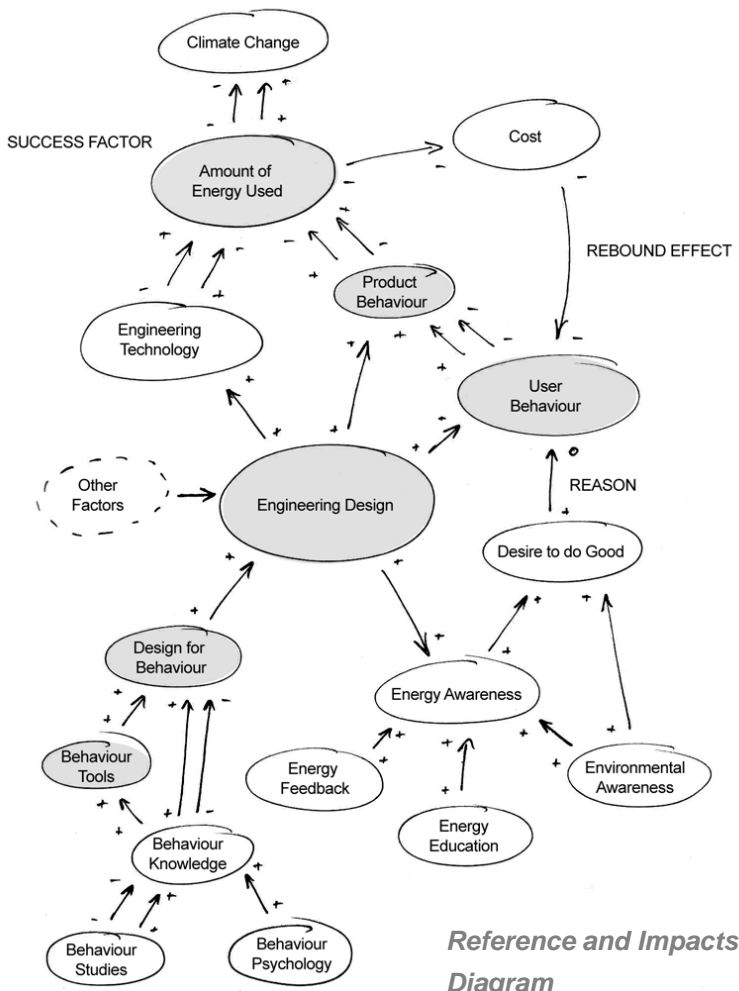 Climate Change
SUCCESS FACTOR
Cost
Amount of
Energy Used
REBOUND EFFECT
Product
Behaviour
Engineering
Technology
User
Behaviour
Other
Factors
Engineering Design
REASON
Desire to do Good
Design for
Behaviour
Energy Awareness
Behaviour
Tools
Energy
Feedback
Environmental
Awareness
Energy
Education
Behaviour
Knowledge
Behaviour
Studies
Behaviour
Psychology
Reference and Impacts
Diagram